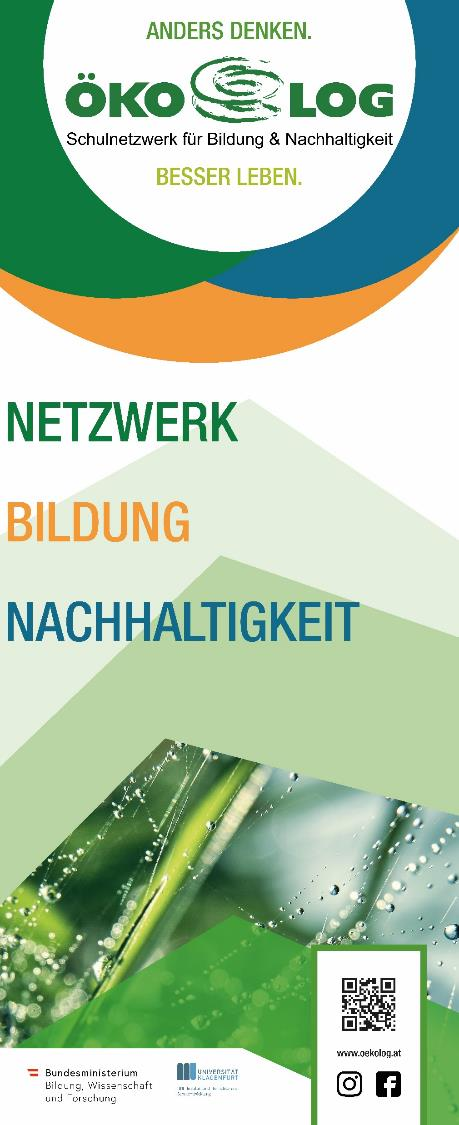 ANDERS DENKEN.
ÖKO LOG
Schulnetzwerk für Bildung & Nachhaltigkeit
BESSER LEBEN.
NETZWERK
BILDUNG
NACHHALTIGKEIT
www.oekolog.at
Bundesministerium
Bildung, Wissenschaft
und Forschung
UNIVERSITÄT
KLAGENFURT